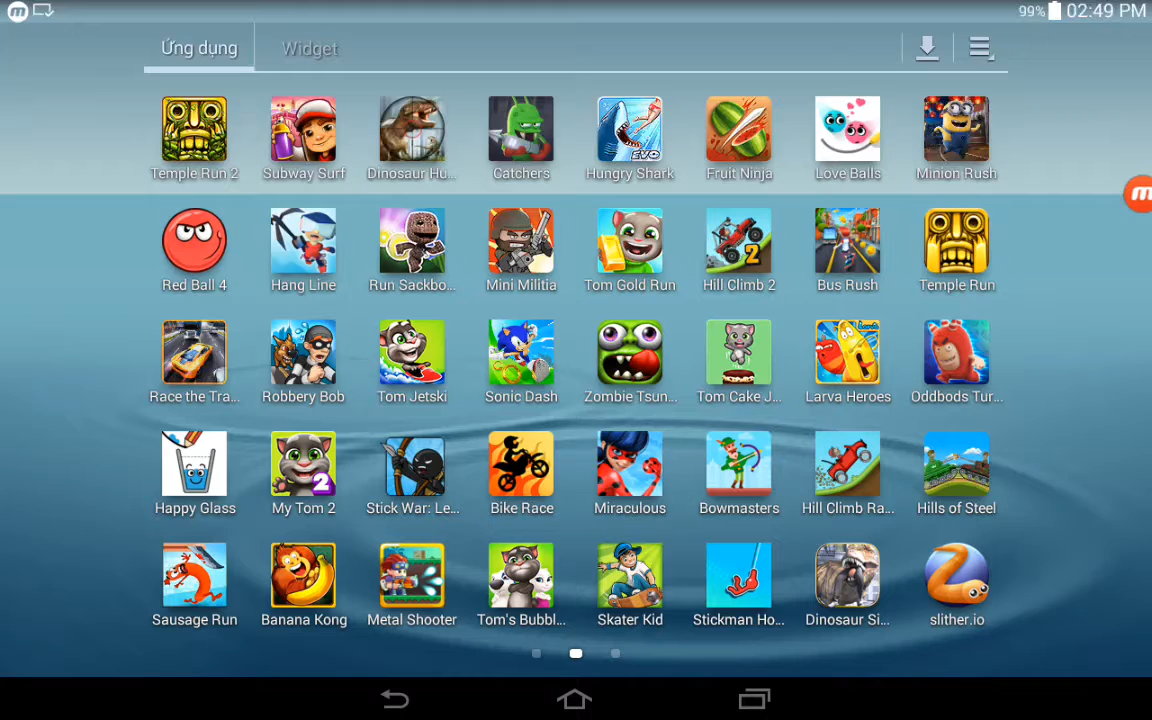 99% 02:49 PM
Ứng dụng Widget
Temple Run 2 Subway Surf Dinosaur Hu... Catchers Hungry Shark Fruit Ninja Love Balls Minion Rush
EVO
Red Ball 4 Hang Line Run Sackbo... Mini Militia Tom Gold Run Hill Climb 2 Bus Rush Temple Run
2
Race the Tra... Robbery Bob Tom Jetski Sonic Dash Zombie Tsun... Tom Cake J... Larva Heroes Oddbods Tur...
Happy Glass My Tom 2 Stick War: Le... Bike Race Miraculous Bowmasters Hill Climb Ra... Hills of Steel
2
Sausage Run Banana Kong Metal Shooter Tom's Bubbl... Skater Kid Stickman Ho... Dinosaur Si... slither.io